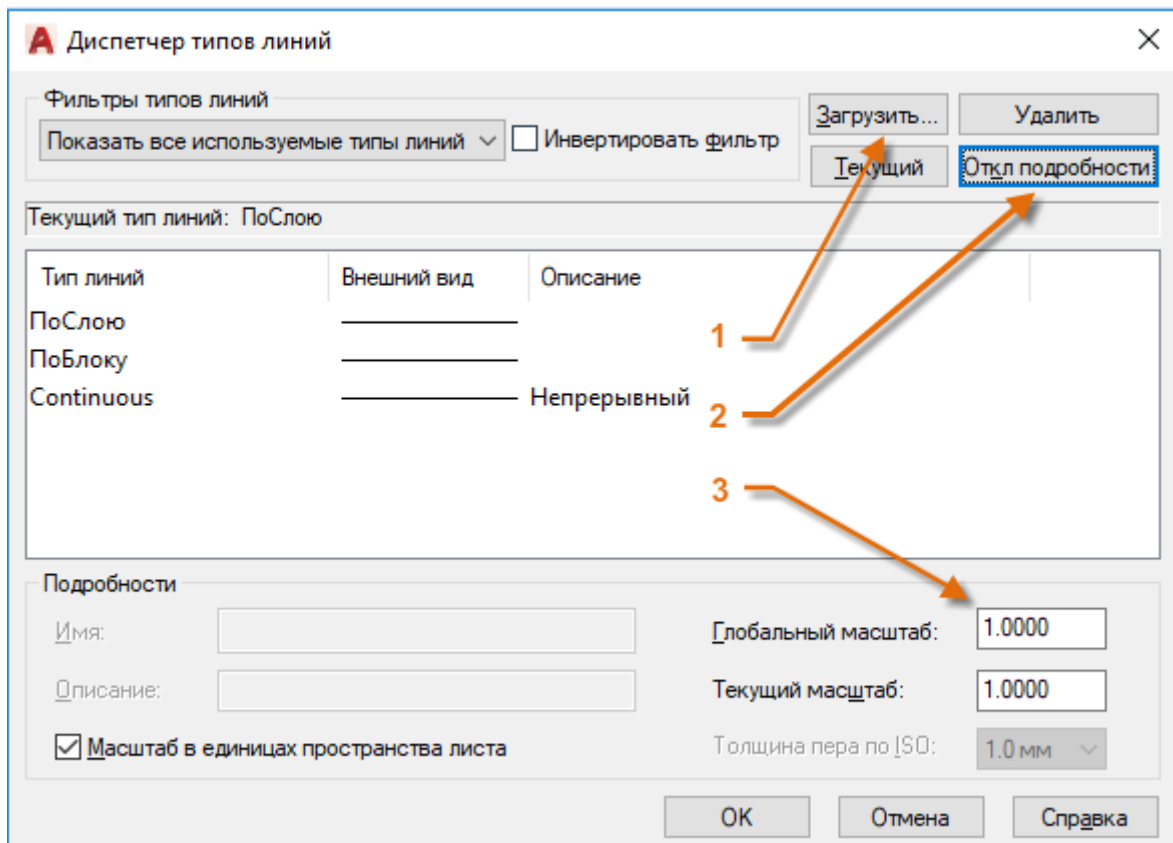 Диспетчер типов линий
Фильтры типов линий
Показать все используемые типы линий
Инвертировать фильтр
Загрузить...
Удалить
Текущий
Откл подробности
Текущий тип линий: ПоСлою
Тип линий Внешний вид Описание
ПоСлою
ПоБлоку
Continuous Непрерывный
1
2
3
Подробности
Имя:
Глобальный масштаб: 1.0000
Описание:
Текущий масштаб: 1.0000
Масштаб в единицах пространства листа
Толщина пера по ISO: 1.0 мм
OK Отмена Справка